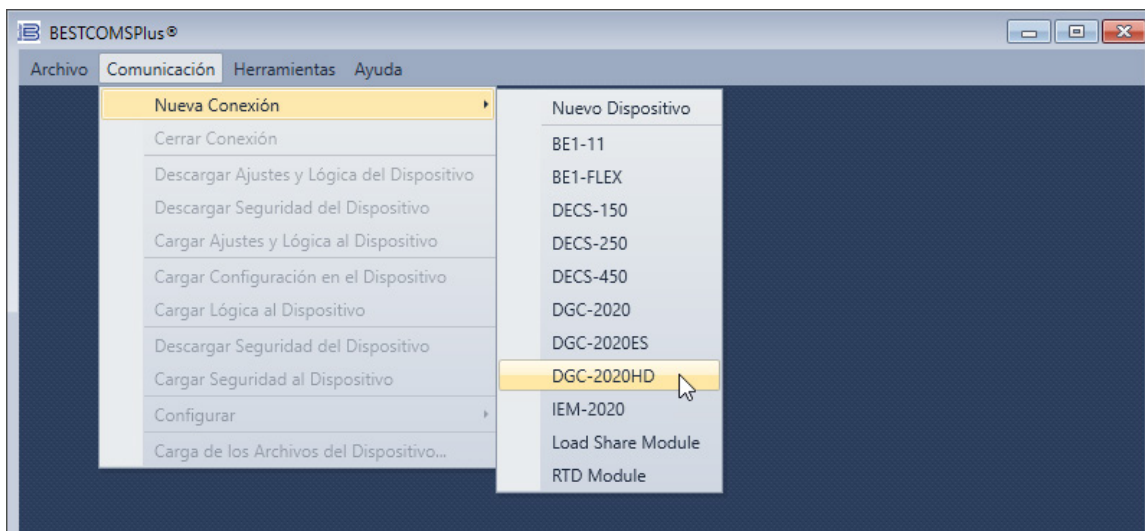 BESTCOMSPlus®
Archivo Comunicación Herramientas Ayuda
Nueva Conexión
Cerrar Conexión
Descargar Ajustes y Lógica del Dispositivo
Descargar Seguridad del Dispositivo
Cargar Ajustes y Lógica al Dispositivo
Cargar Configuración en el Dispositivo
Cargar Lógica al Dispositivo
Descargar Seguridad del Dispositivo
Cargar Seguridad al Dispositivo
Configurar
Carga de los Archivos del Dispositivo...
Nuevo Dispositivo
BE1-11
BE1-FLEX
DECS-150
DECS-250
DECS-450
DGC-2020
DGC-2020ES
DGC-2020HD
IEM-2020
Load Share Module
RTD Module